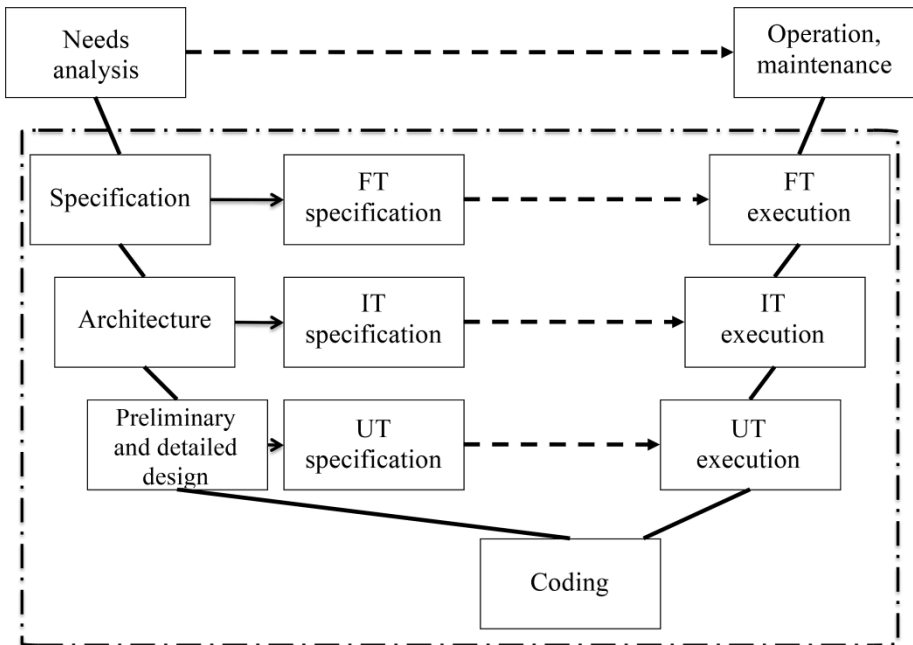 Needs
analysis
Operation,
maintenance
Specification
FT
specification
FT
execution
Architecture
IT
specification
IT
execution
Preliminary
and detailed
design
UT
specification
UT
execution
Coding